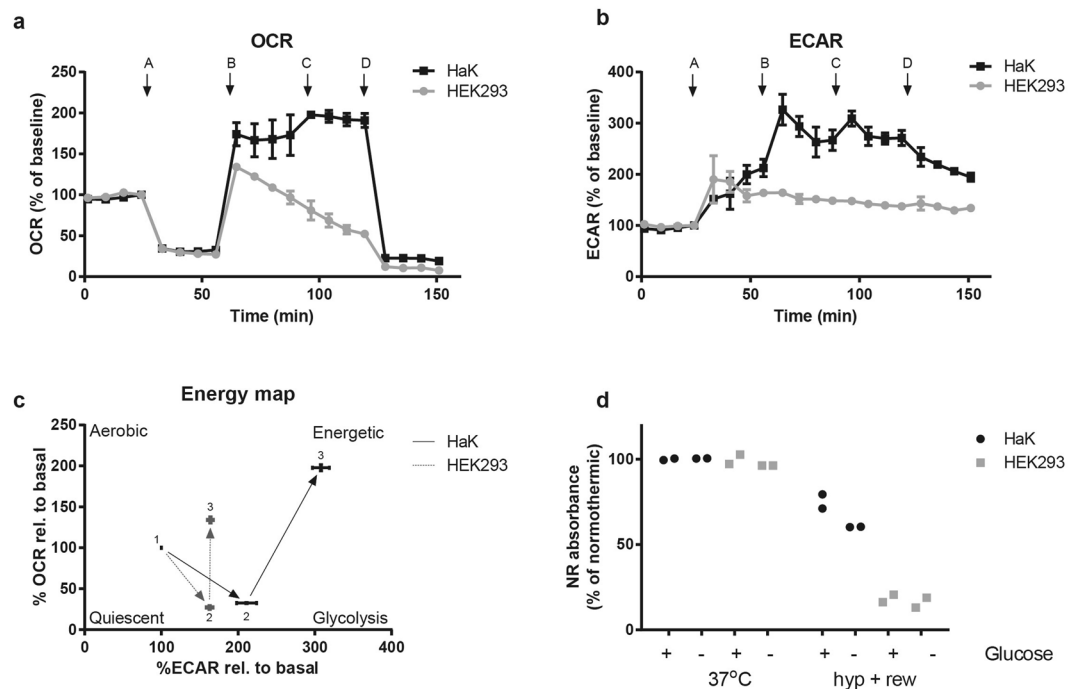 a
OCR
A B C D
250
200
150
100
50
0
OCR (% of baseline)
0 50 100 150
Time (min)
HaK
HEK293
b
ECAR
A B C D
400
300
200
100
0
ECAR (% of baseline)
0 50 100 150
Time (min)
HaK
HEK293
c
Energy map
250
200
150
100
50
0
% OCR rel. to basal
Aerobic Energetic
3
3
1
2 2
Quiescent Glycolysis
0 100 200 300 400
%ECAR rel. to basal
HaK
HEK293
d
100
50
0
NR absorbance
(% of normothermic)
HaK
HEK293
+ - + - + - + - Glucose
37°C hyp + rew